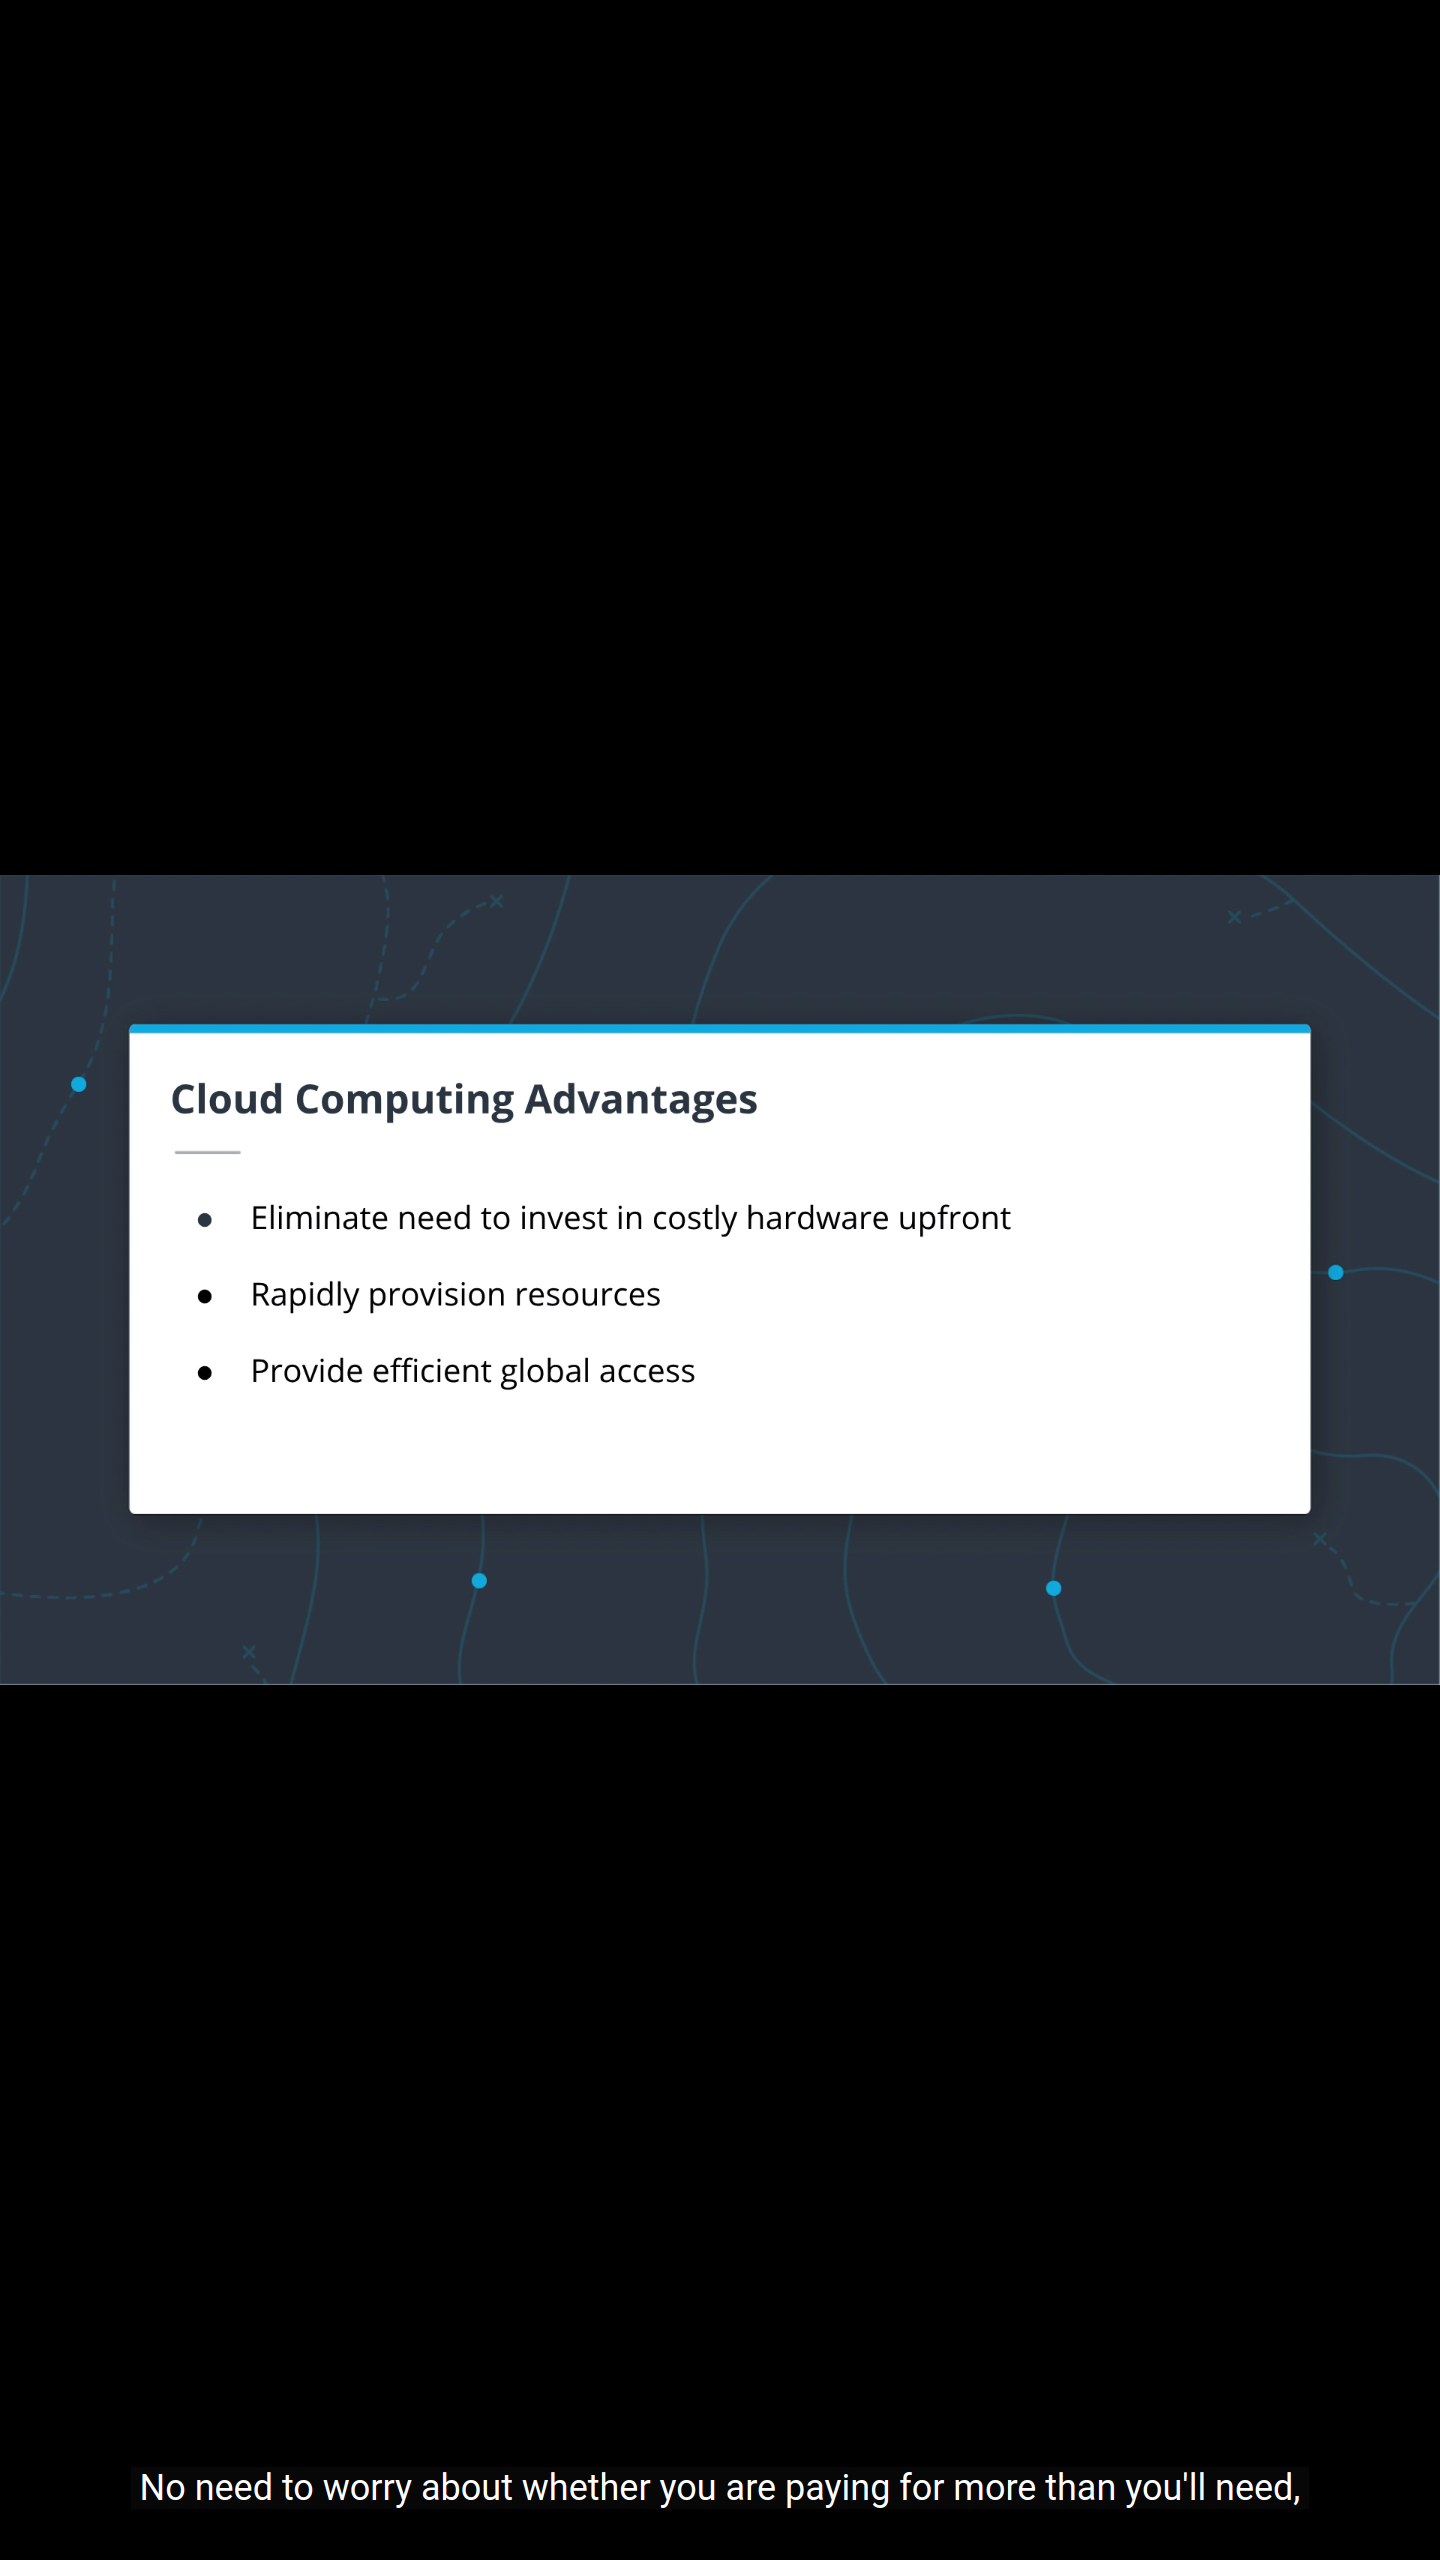 Cloud Computing Advantages
● Eliminate need to invest in costly hardware upfront
● Rapidly provision resources
● Provide efficient global access
No need to worry about whether you are paying for more than you'll need,